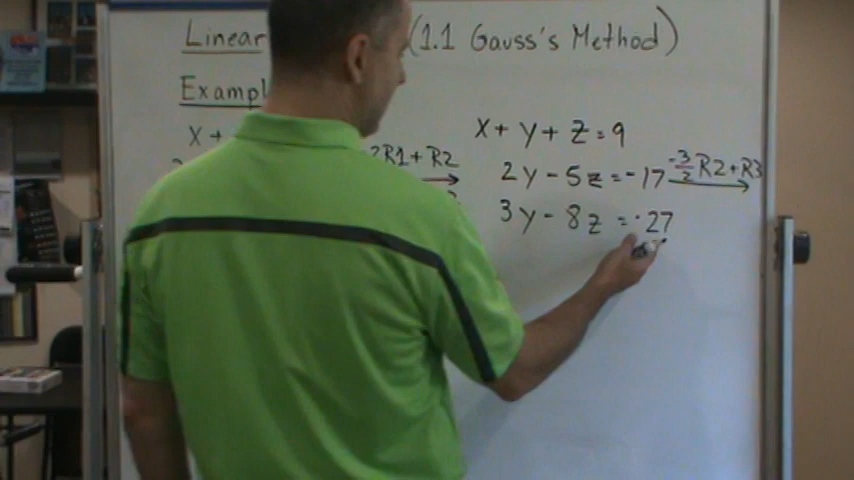 Linear (1.1 Gauss's Method)
Exampl
X + y + z = 9
X +
2R1 + R2
2y - 5z = -17 -3/2 R2 + R3
3y - 8z = -27